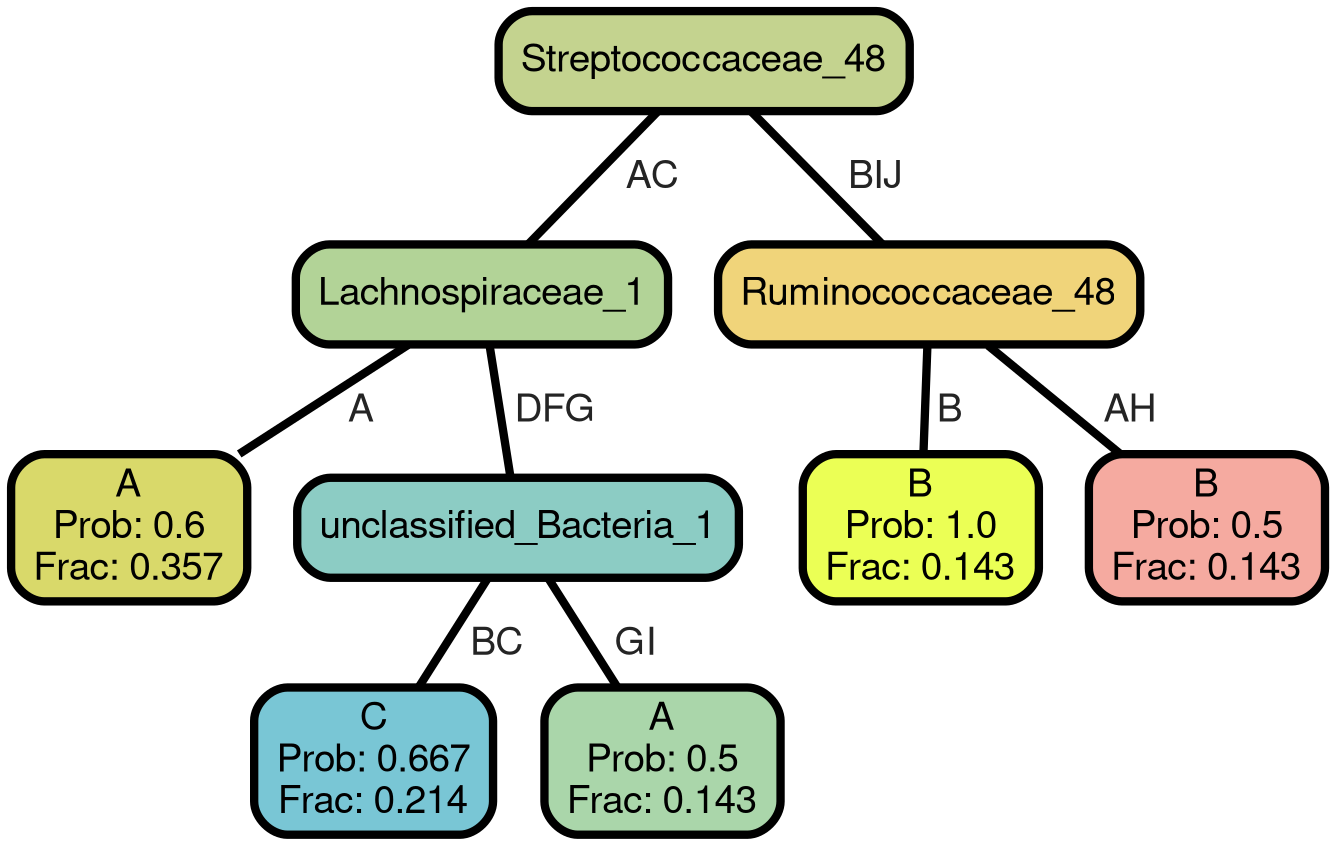 Streptococcaceae_48
AC
BIJ
Lachnospiraceae_1
Ruminococcaceae_48
A
DFG
B
AH
A
Prob: 0.6
Frac: 0.357
unclassified_Bacteria_1
B
Prob: 1.0
Frac: 0.143
B
Prob: 0.5
Frac: 0.143
BC
GI
C
Prob: 0.667
Frac: 0.214
A
Prob: 0.5
Frac: 0.143